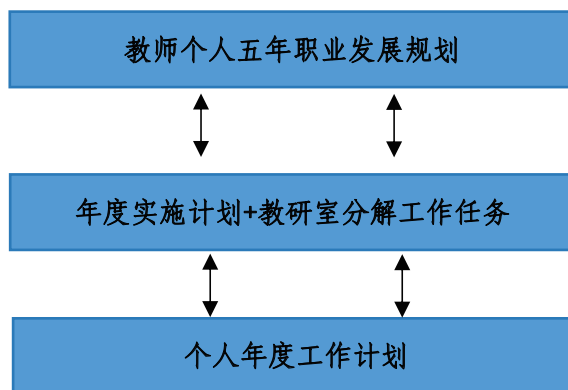 教师个人五年职业发展规划
年度实施计划+教研室分解工作任务
个人年度工作计划